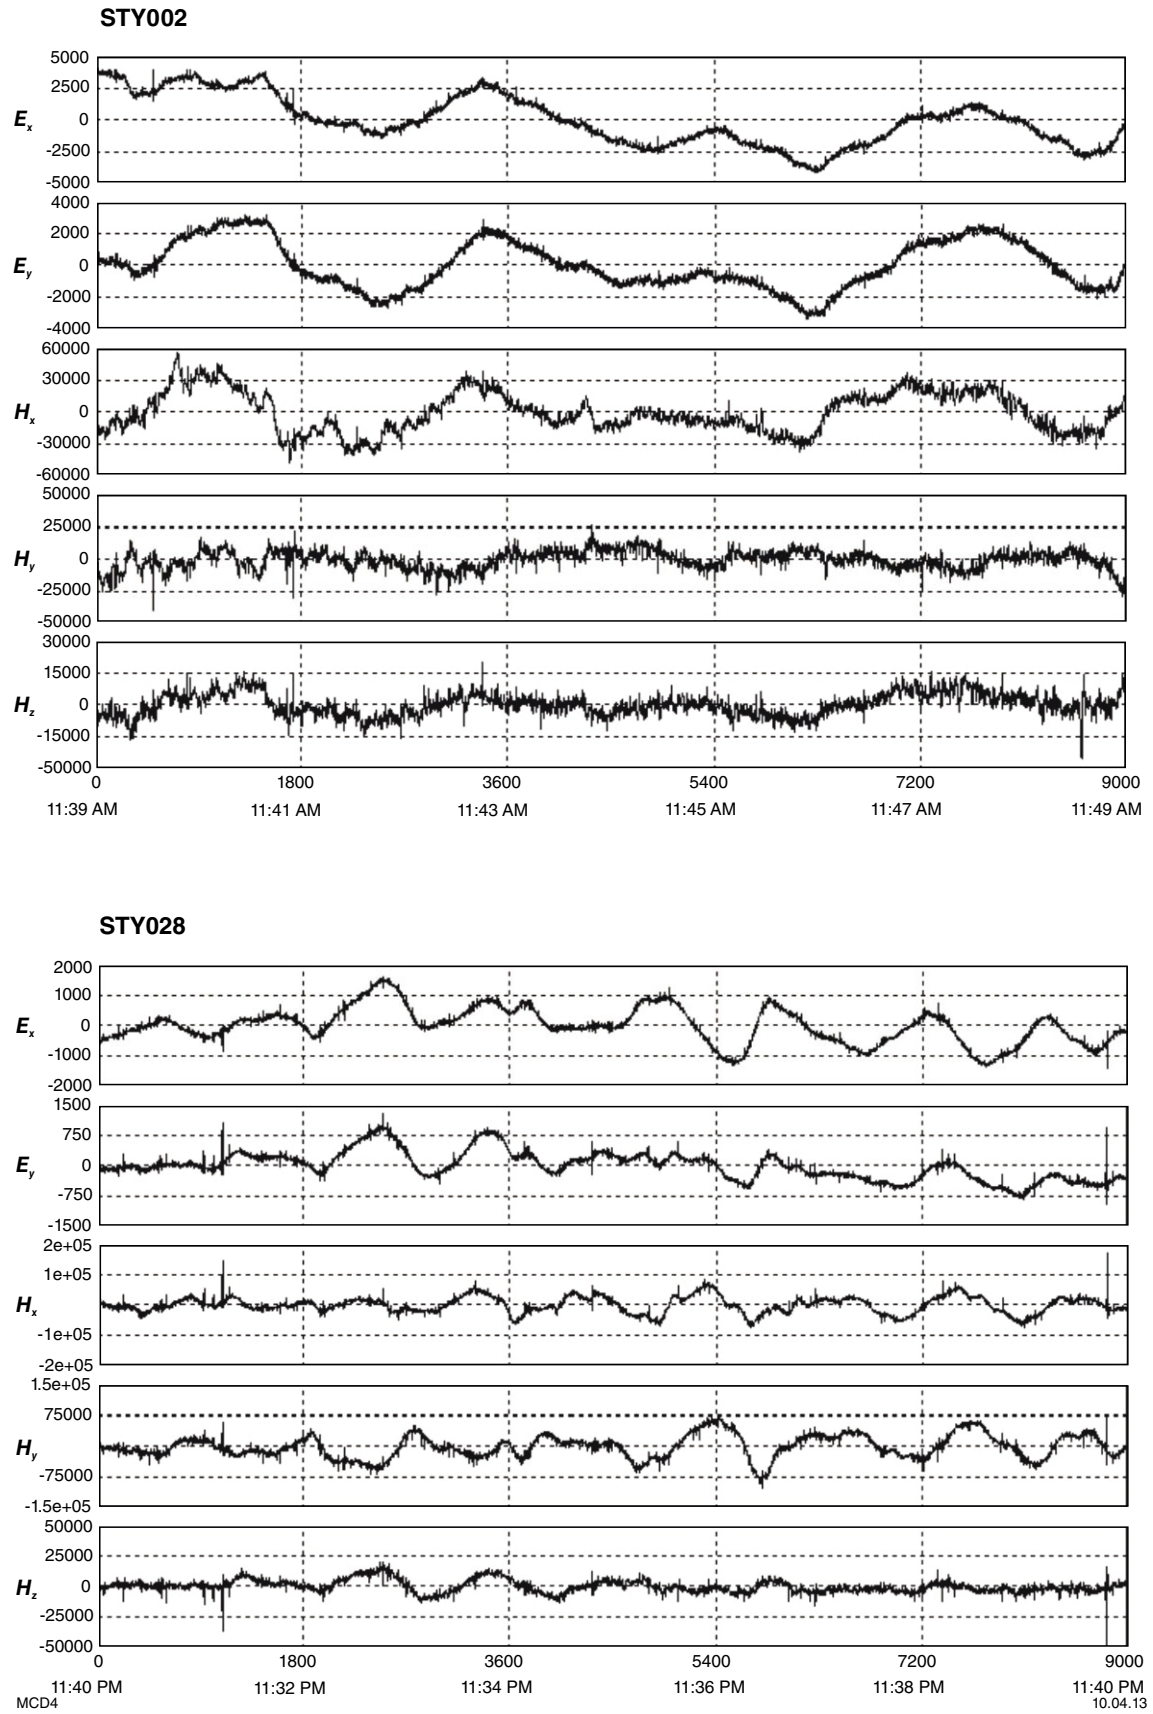 STY002
5000
2500
Ex
0
-2500
-5000
4000
2000
Ey
0
-2000
-4000
60000
30000
Hx
0
-30000
-60000
50000
25000
Hy
0
-25000
-50000
30000
15000
Hz
0
-15000
-50000
0 1800 3600 5400 7200 9000
11:39 AM 11:41 AM 11:43 AM 11:45 AM 11:47 AM 11:49 AM
STY028
2000
1000
Ex
0
-1000
-2000
1500
750
Ey
0
-750
-1500
2e+05
1e+05
Hx
-1e+05
-2e+05
1.5e+05
75000
Hy
-75000
-1.5e+05
50000
25000
Hz
0
-25000
-50000
0 1800 3600 5400 7200 9000
11:40 PM 11:32 PM 11:34 PM 11:36 PM 11:38 PM 11:40 PM
MCD4 10.04.13